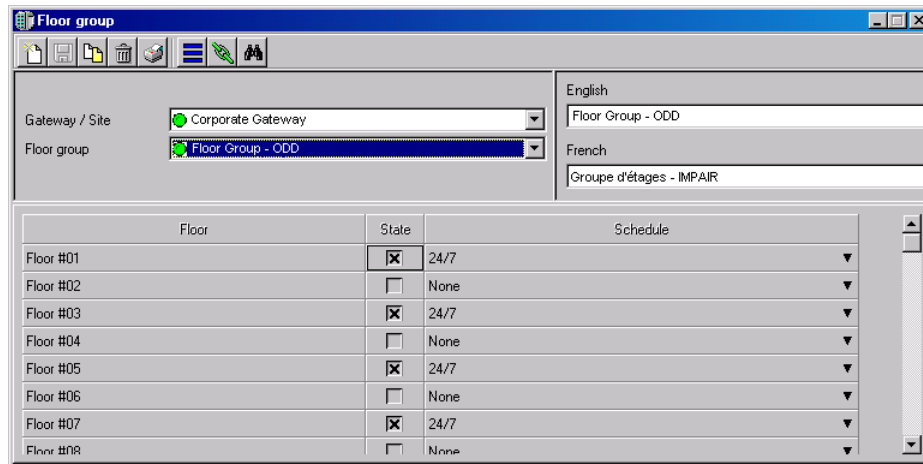 Floor group
English
Gateway / Site Corporate Gateway Floor Group - ODD
Floor group Floor Group - ODD French
Groupe d'étages - IMPAIR
Floor State Schedule
Floor #01 24/7
Floor #02 None
Floor #03 24/7
Floor #04 None
Floor #05 24/7
Floor #06 None
Floor #07 24/7
Floor #08 None